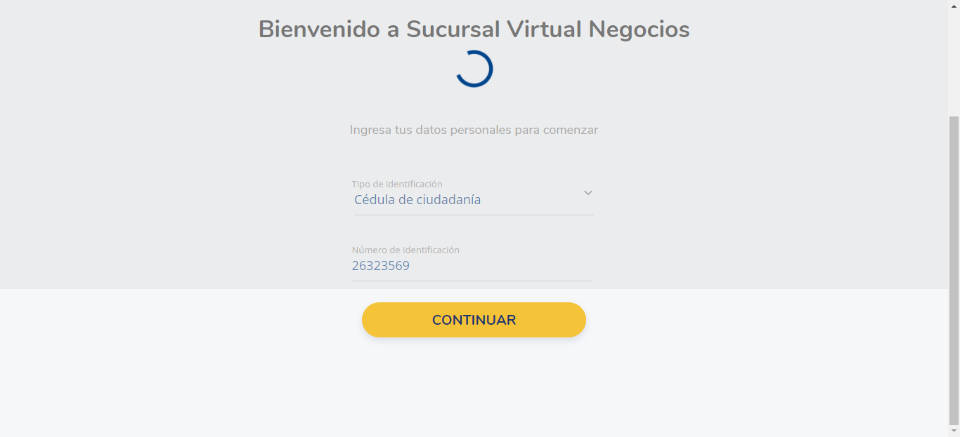 Bienvenido a Sucursal Virtual Negocios
Ingresa tus datos personales para comenzar
Tipo de identificación
Cédula de ciudadanía
Número de identificación
26323569
CONTINUAR